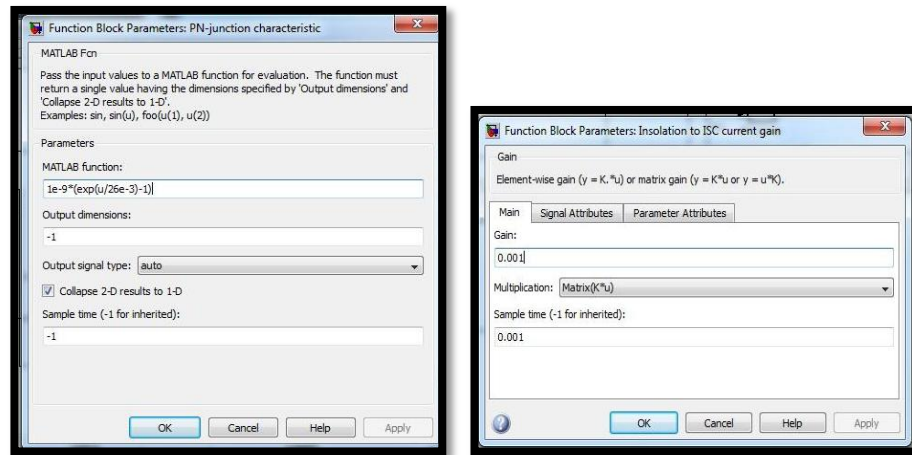 Function Block Parameters: PN-junction characteristic
MATLAB Fcn
Pass the input values to a MATLAB function for evaluation. The function must
return a single value having the dimensions specified by 'Output dimensions' and
'Collapse 2-D results to 1-D'.
Examples: sin, sin(u), foo(u(1), u(2))
Parameters
MATLAB function:
1e-9*(exp(u/26e-3)-1)
Output dimensions:
-1
Output signal type: auto
Collapse 2-D results to 1-D
Sample time (-1 for inherited):
-1
OK Cancel Help Apply
Function Block Parameters: Insolation to ISC current gain
Gain
Element-wise gain (y = K.*u) or matrix gain (y = K*u or y = u*K).
Main Signal Attributes Parameter Attributes
Gain:
0.001
Multiplication: Matrix(K*u)
Sample time (-1 for inherited):
0.001
OK Cancel Help Apply